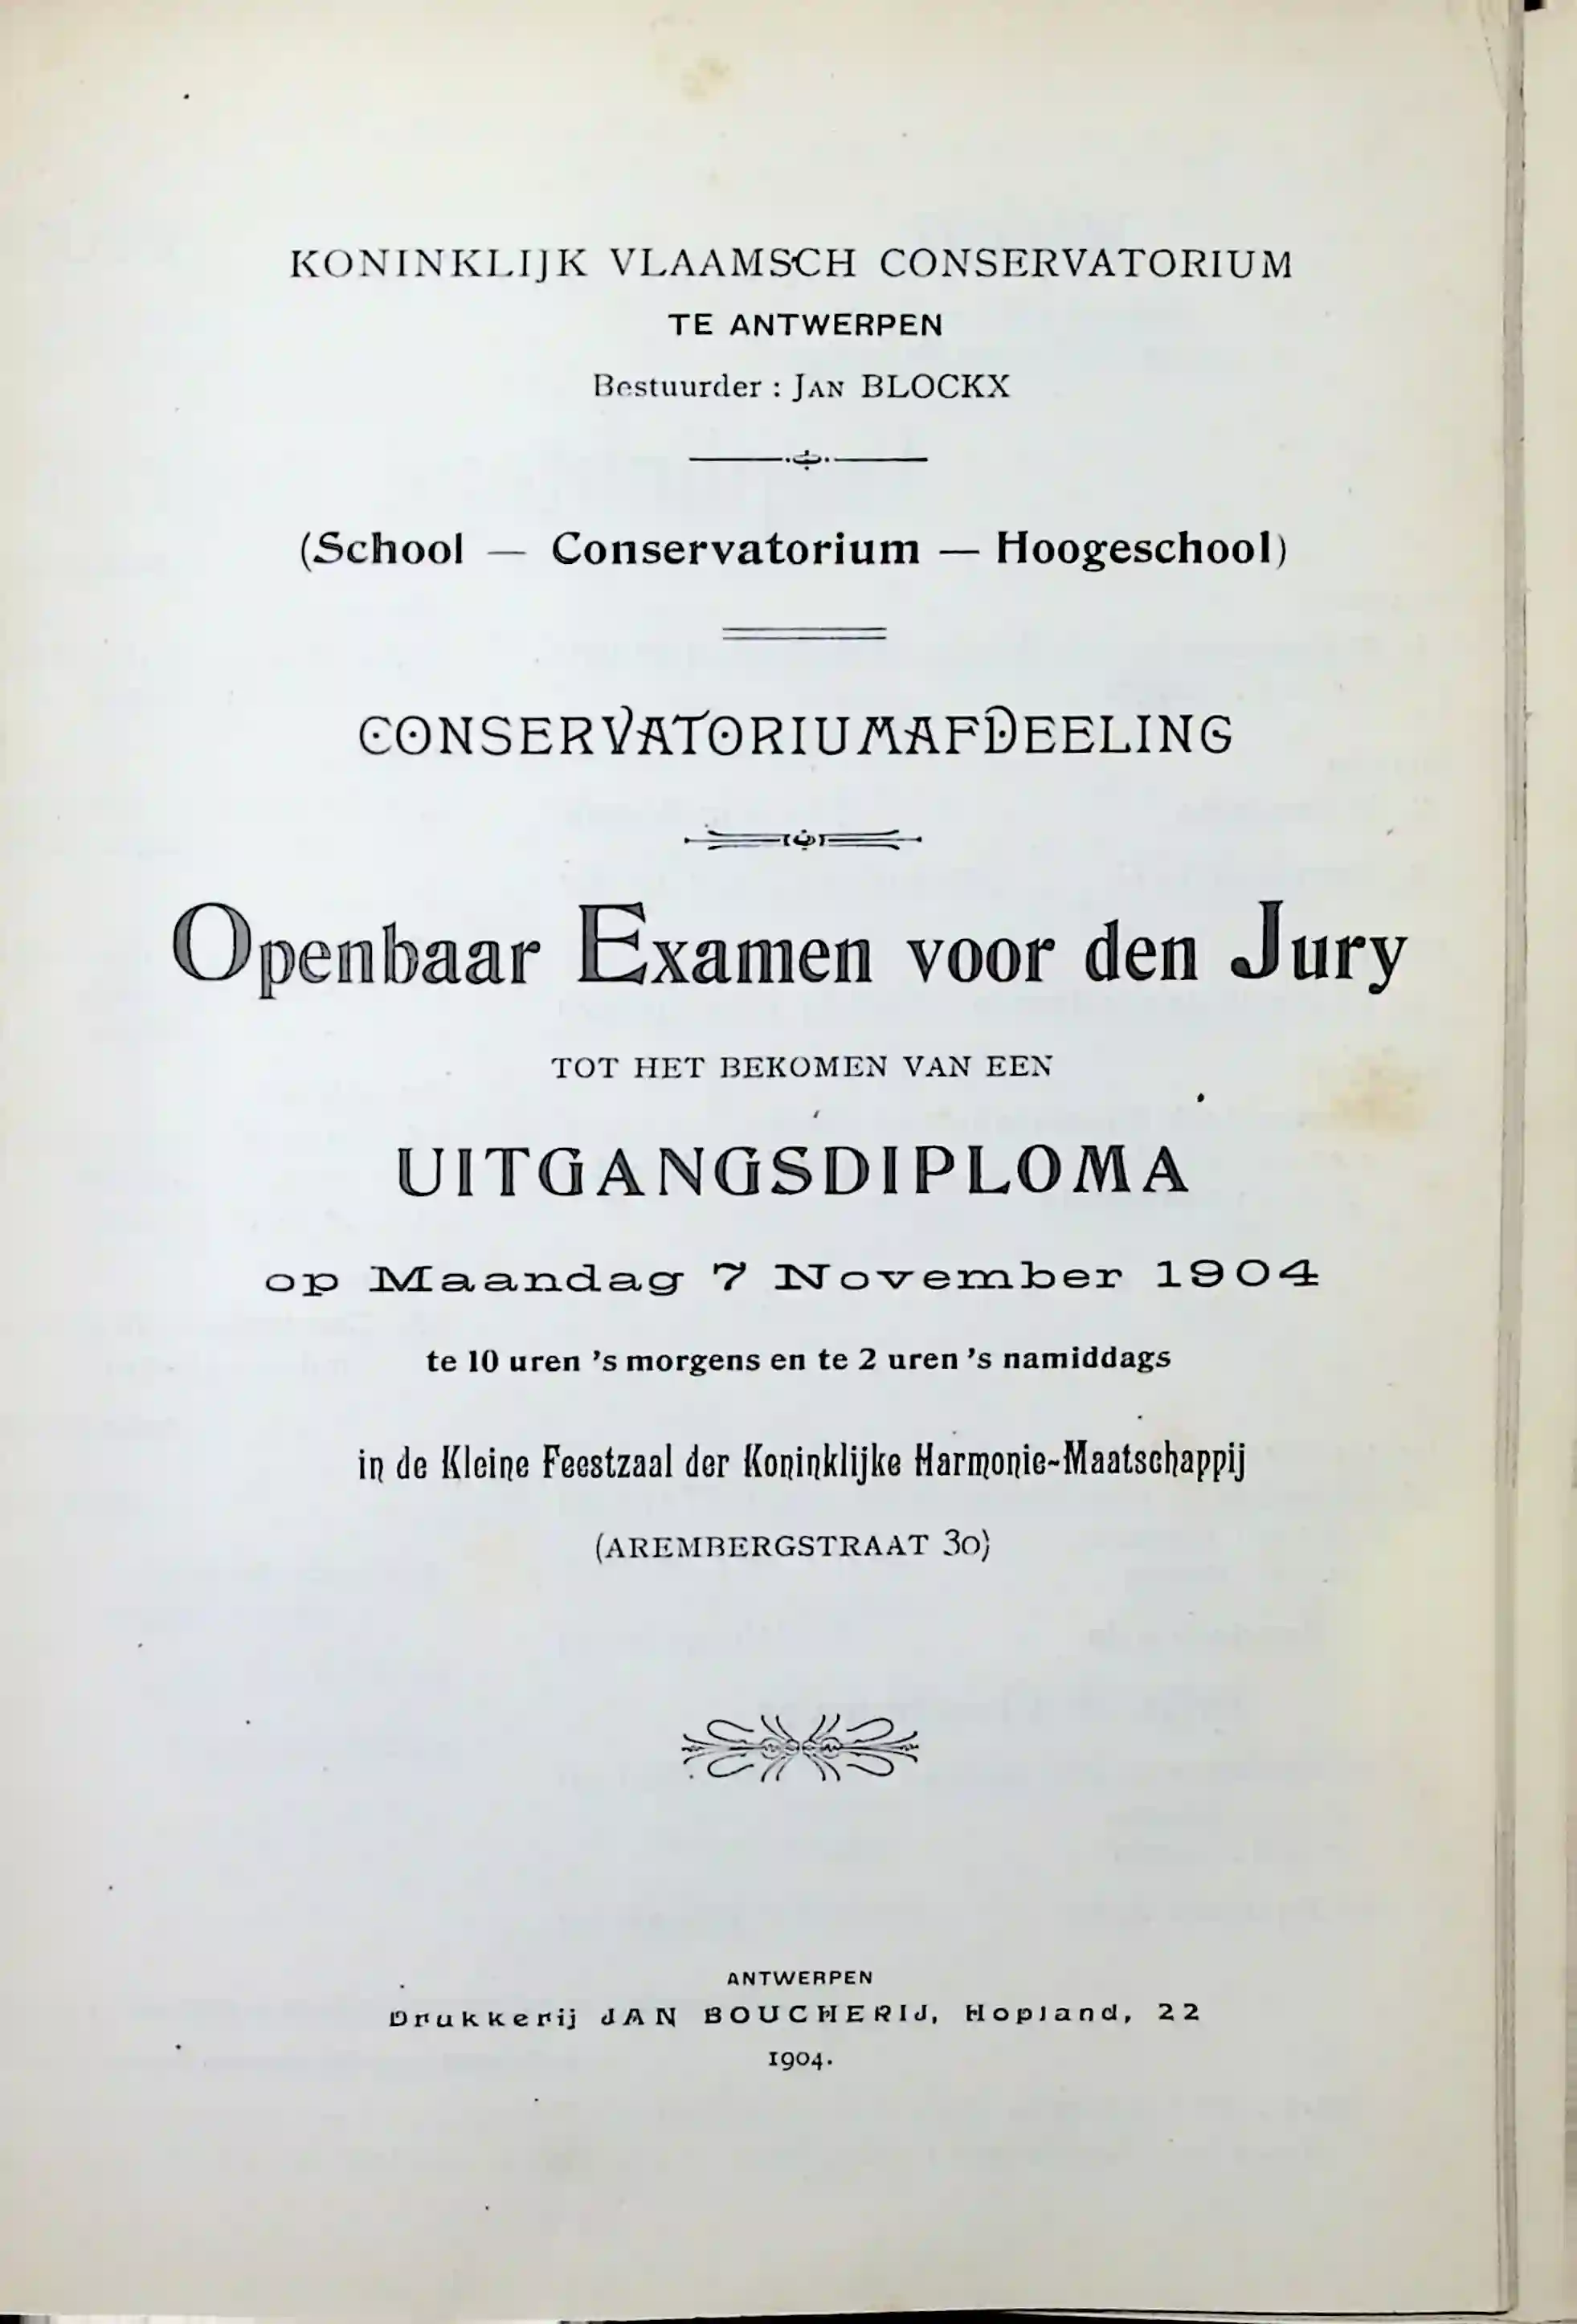 KONINKLIJK VLAAMSCH CONSERVATORIUM
TE ANTWERPEN
Bestuurder : JAN BLOCKX
(School — Conservatorium — Hoogeschool)
CONSERVATORIUMAFDEELING
Openbaar Examen voor den Jury
TOT HET BEKOMEN VAN EEN
UITGANGSDIPLOMA
op Maandag 7 November 1904
te 10 uren 's morgens en te 2 uren 's namiddags
in de Kleine Feestzaal der Koninklijke Harmonie-Maatschappij
(AREMBERGSTRAAT 30)
ANTWERPEN
Drukkerij JAN BOUCHERIJ, Hopland, 22
1904.